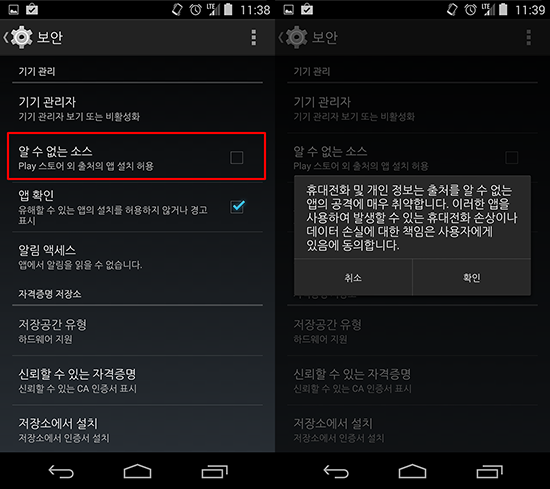 LTE 11:38
보안
기기 관리
기기 관리자
기기 관리자 보기 또는 비활성화
알 수 없는 소스
Play 스토어 외 출처의 앱 설치 허용
앱 확인
유해할 수 있는 앱의 설치를 허용하지 않거나 경고
표시
알림 액세스
앱에서 알림을 읽을 수 없습니다.
자격증명 저장소
저장공간 유형
하드웨어 지원
신뢰할 수 있는 자격증명
신뢰할 수 있는 CA 인증서 표시
저장소에서 설치
저장소에서 인증서 설치
LTE 11:39
보안
기기 관리
기기 관리자
기기 관리자 보기 또는 비활성화
알 수 없는 소스
휴대전화 및 개인 정보는 출처를 알 수 없는
앱의 공격에 매우 취약합니다. 이러한 앱을
사용하여 발생할 수 있는 휴대전화 손상이나
데이터 손실에 대한 책임은 사용자에게
있음에 동의합니다.
취소
확인
저장공간 유형
하드웨어 지원
신뢰할 수 있는 자격증명
신뢰할 수 있는 CA 인증서 표시
저장소에서 설치
저장소에서 인증서 설치